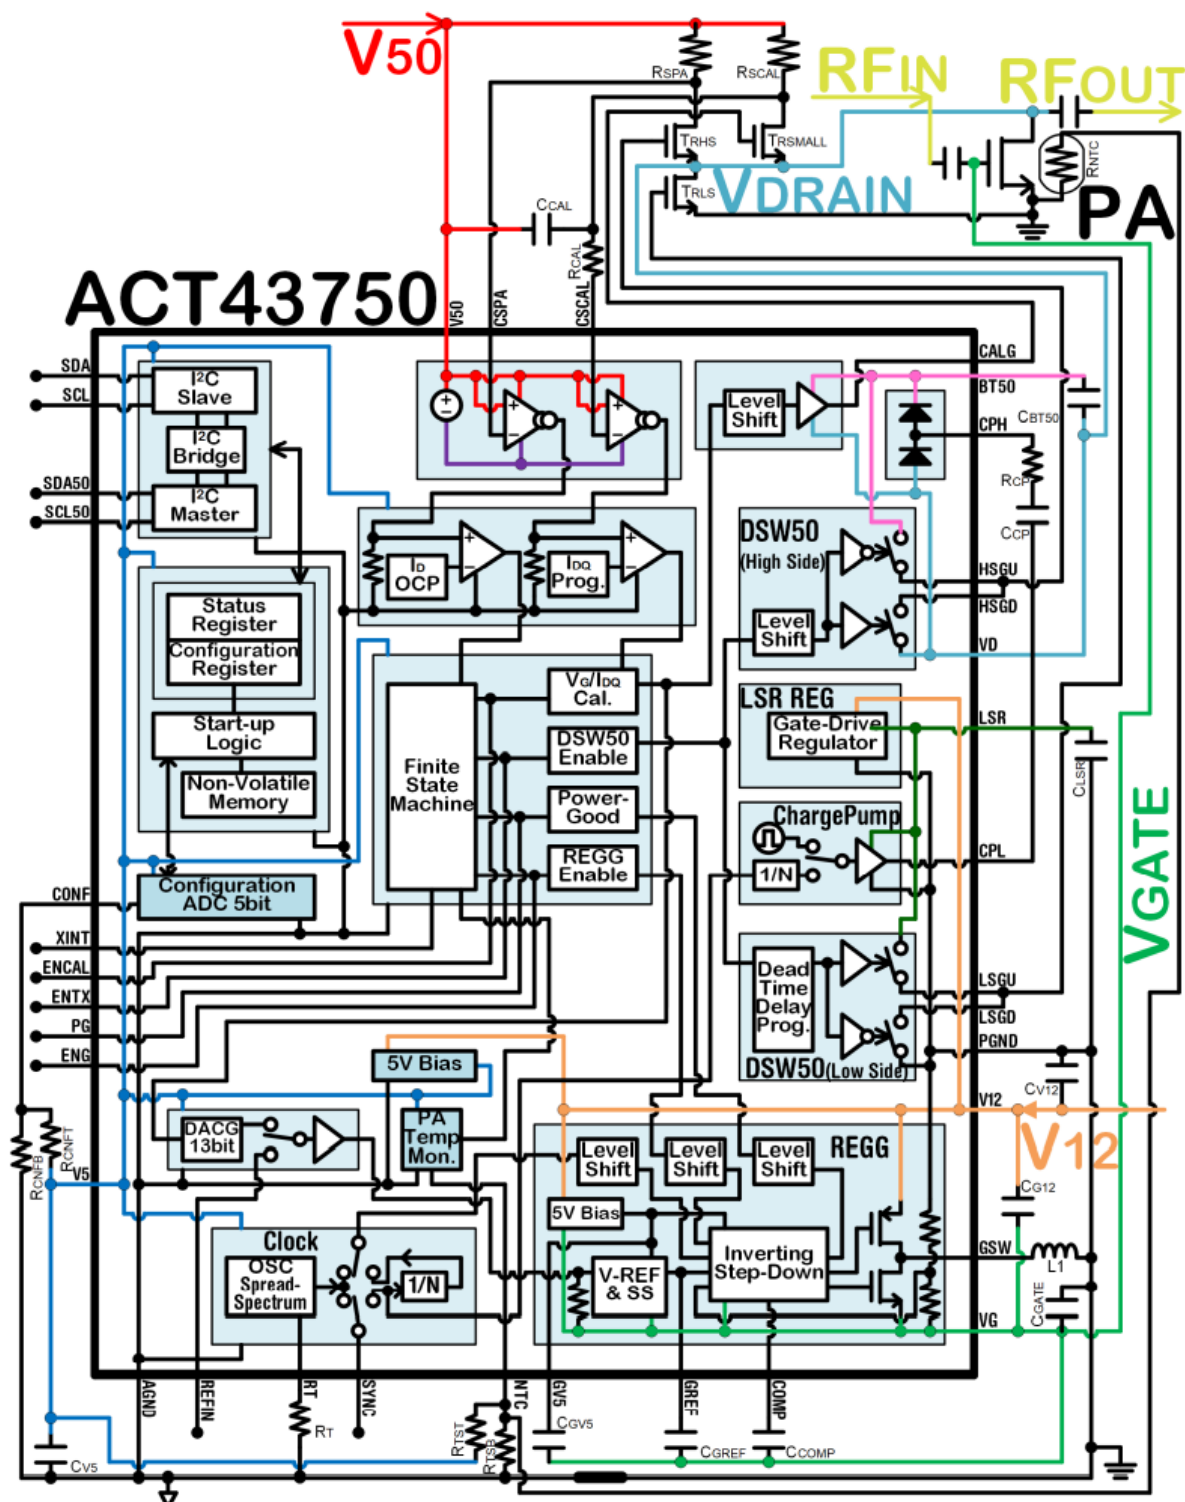 V50
RSPA
RSCAL
RFIN
RFOUT
TRHS
TRSMALL
RNTC
TRLS
VDRAIN
PA
CCAL
RCAL
ACT43750
V50
CSPA
CSCAL
CALG
SDA
I²C
Slave
BT50
SCL
Level
Shift
CBT50
CPH
I²C
Bridge
RCP
SDA50
I²C
Master
SCL50
CCP
DSW50
(High Side)
ID
OCP
IDQ
Prog.
HSGU
HSGD
Status
Register
Level
Shift
Configuration
Register
VD
VG/IDQ
Cal.
LSR REG
Start-up
Logic
Gate-Drive
Regulator
LSR
DSW50
Enable
CLSR
Finite
State
Machine
Non-Volatile
Memory
Power-
Good
ChargePump
VGATE
REGG
Enable
1/N
CPL
CONF
Configuration
ADC 5bit
XINT
ENCAL
Dead
Time
Delay
Prog.
LSGU
ENTX
LSGD
PG
PGND
ENG
5V Bias
DSW50(Low Side)
CV12
V12
DACG
13bit
PA
Temp
Mon.
REGG
V12
Level
Shift
Level
Shift
Level
Shift
RCNFB
RCNFT
V5
CG12
5V Bias
Clock
GSW
L1
OSC
Spread-
Spectrum
1/N
V-REF
& SS
Inverting
Step-Down
CGATE
VG
AGND
REFIN
RT
SYNC
NTC
GV5
GREF
COMP
RT
RTST
RTSB
CGV5
CGREF
CCOMP
CV5